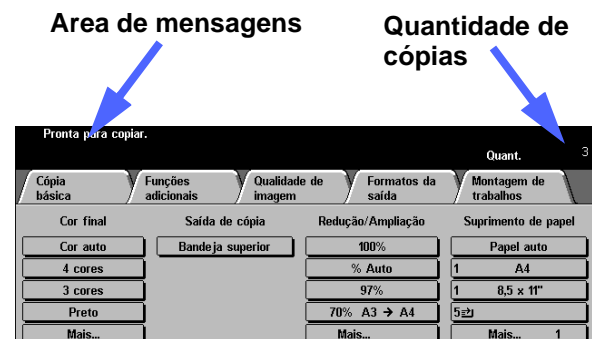 Area de mensagens
Quantidade de
cópias
Pronta para copiar.
Quant.
3
Cópia
básica
Funções
adicionais
Qualidade de
imagem
Formatos da
saída
Montagem de
trabalhos
Cor final
Saída de cópia
Redução/Ampliação
Suprimento de papel
Cor auto
Bandeja superior
100%
Papel auto
4 cores
% Auto
1 A4
3 cores
97%
1 8,5 x 11"
Preto
70% A3 → A4
5
Mais...
Mais...
Mais... 1